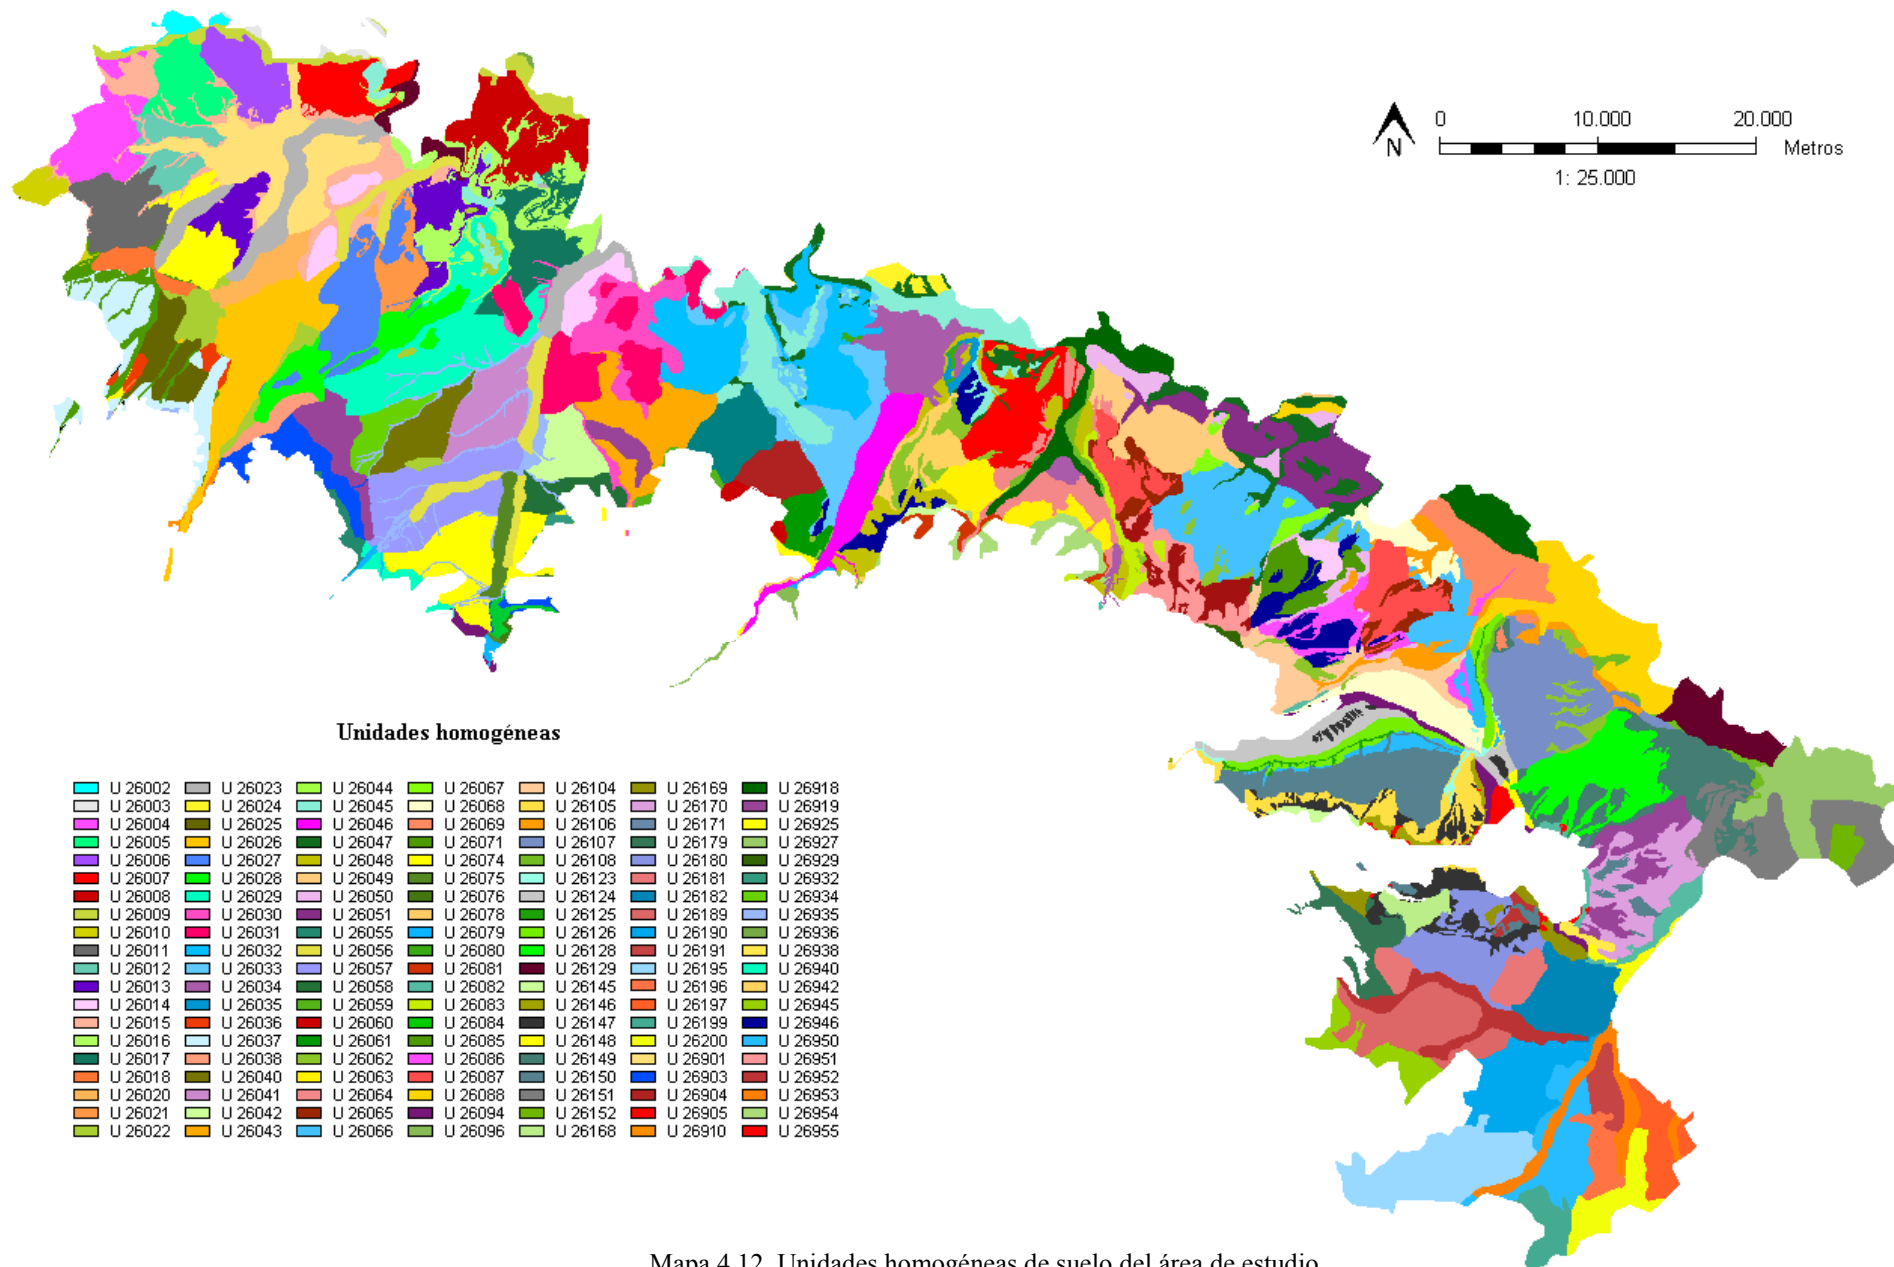 0 10.000 20.000
Metros
N
1: 25.000
Unidades homogéneas
U 26002 U 26023 U 26044 U 26067 U 26104 U 26169 U 26918
U 26003 U 26024 U 26045 U 26068 U 26105 U 26170 U 26919
U 26004 U 26025 U 26046 U 26069 U 26106 U 26171 U 26925
U 26005 U 26026 U 26047 U 26071 U 26107 U 26179 U 26927
U 26006 U 26027 U 26048 U 26074 U 26108 U 26180 U 26929
U 26007 U 26028 U 26049 U 26075 U 26123 U 26181 U 26932
U 26008 U 26029 U 26050 U 26076 U 26124 U 26182 U 26934
U 26009 U 26030 U 26051 U 26078 U 26125 U 26189 U 26935
U 26010 U 26031 U 26055 U 26079 U 26126 U 26190 U 26936
U 26011 U 26032 U 26056 U 26080 U 26128 U 26191 U 26938
U 26012 U 26033 U 26057 U 26081 U 26129 U 26195 U 26940
U 26013 U 26034 U 26058 U 26082 U 26145 U 26196 U 26942
U 26014 U 26035 U 26059 U 26083 U 26146 U 26197 U 26945
U 26015 U 26036 U 26060 U 26084 U 26147 U 26199 U 26946
U 26016 U 26037 U 26061 U 26085 U 26148 U 26200 U 26950
U 26017 U 26038 U 26062 U 26086 U 26149 U 26901 U 26951
U 26018 U 26040 U 26063 U 26087 U 26150 U 26903 U 26952
U 26020 U 26041 U 26064 U 26088 U 26151 U 26904 U 26953
U 26021 U 26042 U 26065 U 26094 U 26152 U 26905 U 26954
U 26022 U 26043 U 26066 U 26096 U 26168 U 26910 U 26955
Mapa 4.12. Unidades homogéneas de suelo del área de estudio